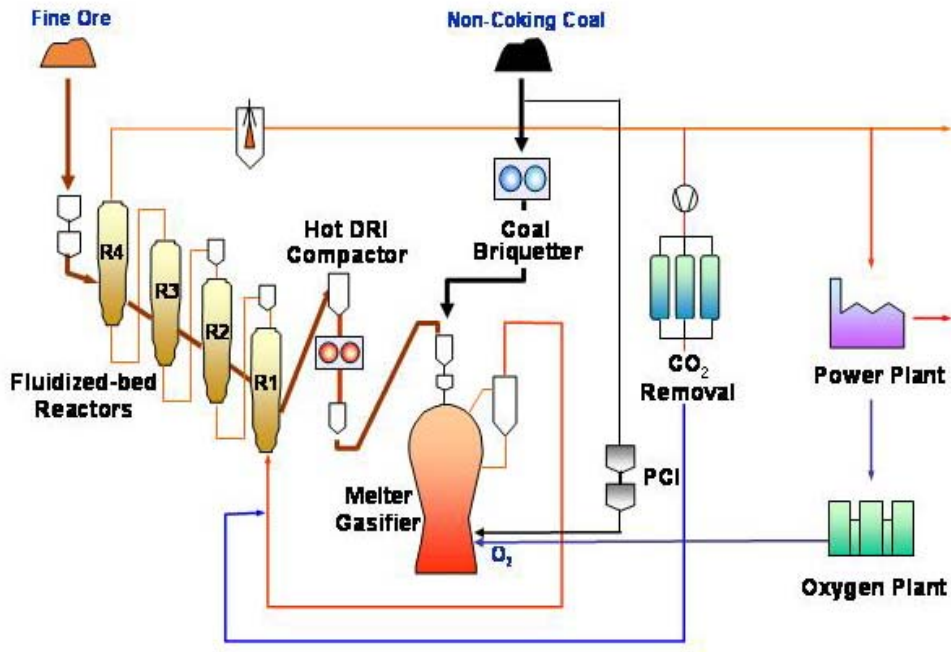 Fine Ore
Non-Coking Coal
R4
R3
R2
R1
Hot DRI
Compactor
Coal
Briquetter
Fluidized-bed
Reactors
CO₂
Removal
Power Plant
Melter
Gasifier
PCI
O₂
Oxygen Plant